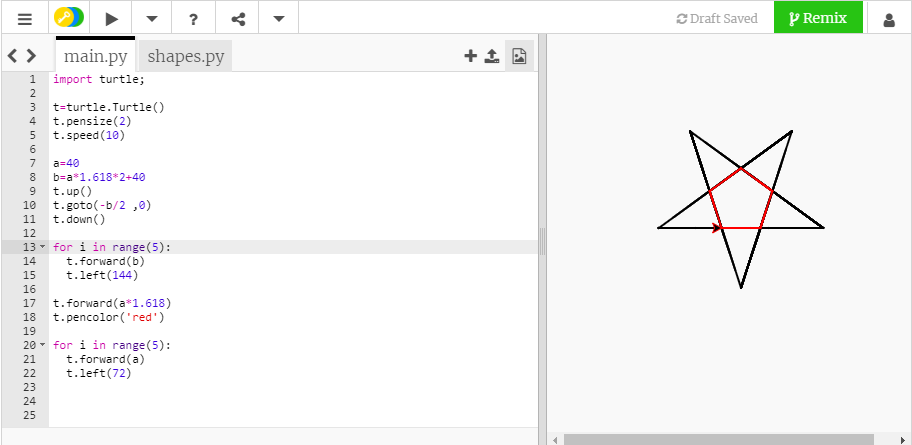 ? Draft Saved Remix
main.py shapes.py
1 import turtle;
2
3 t=turtle.Turtle()
4 t.pensize(2)
5 t.speed(10)
6
7 a=40
8 b=a*1.618*2+40
9 t.up()
10 t.goto(-b/2 ,0)
11 t.down()
12
13 for i in range(5):
14 t.forward(b)
15 t.left(144)
16
17 t.forward(a*1.618)
18 t.pencolor('red')
19
20 for i in range(5):
21 t.forward(a)
22 t.left(72)
23
24
25